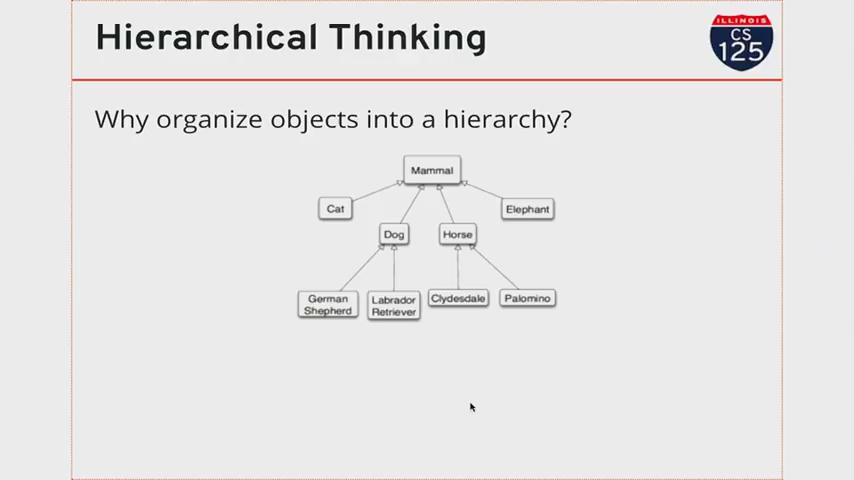 Hierarchical Thinking
ILLINOIS
CS
125
Why organize objects into a hierarchy?
Mammal
Cat
Elephant
Dog
Horse
German
Shepherd
Labrador
Retriever
Clydesdale
Palomino